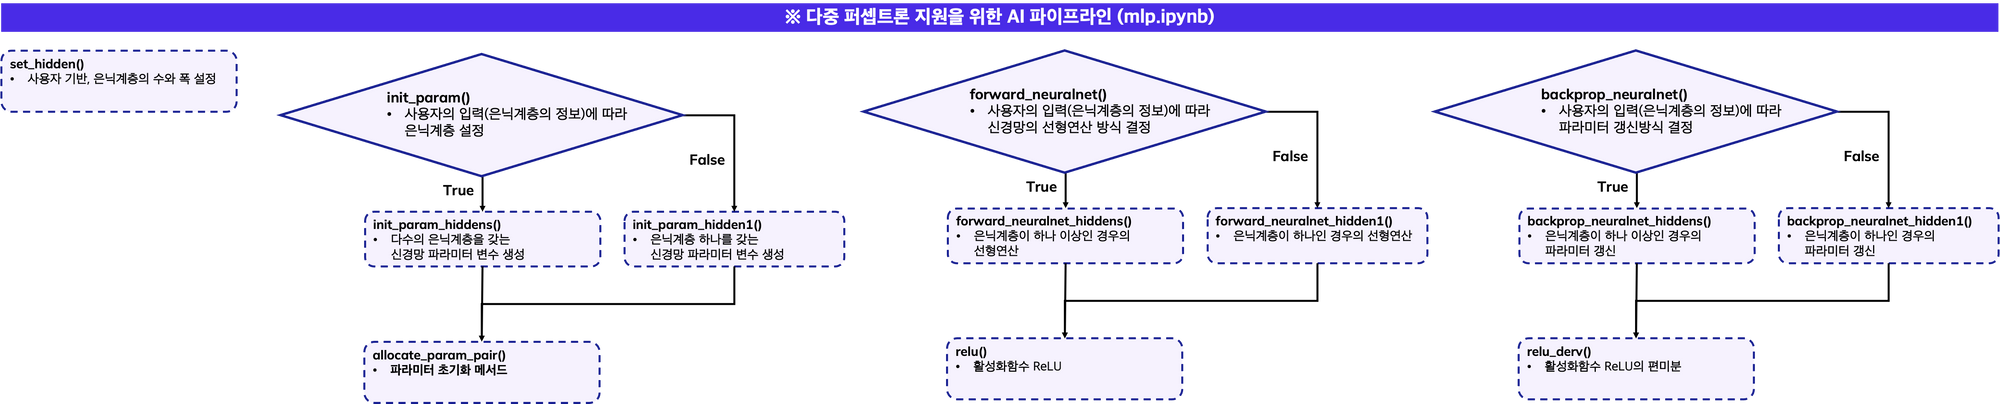 ※ 다중 퍼셉트론 지원을 위한 AI 파이프라인 (mlp.ipynb)
set_hidden()
• 사용자 기반, 은닉계층의 수와 폭 설정
init_param()
• 사용자의 입력(은닉계층의 정보)에 따라
은닉계층 설정
False
True
init_param_hiddens()
• 다수의 은닉계층을 갖는
신경망 파라미터 변수 생성
init_param_hidden1()
• 은닉계층 하나를 갖는
신경망 파라미터 변수 생성
allocate_param_pair()
• 파라미터 초기화 메서드
forward_neuralnet()
• 사용자의 입력(은닉계층의 정보)에 따라
신경망의 선형연산 방식 결정
False
True
forward_neuralnet_hiddens()
• 은닉계층이 하나 이상인 경우의
선형연산
forward_neuralnet_hidden1()
• 은닉계층이 하나인 경우의 선형연산
relu()
• 활성화함수 ReLU
backprop_neuralnet()
• 사용자의 입력(은닉계층의 정보)에 따라
파라미터 갱신방식 결정
False
True
backprop_neuralnet_hiddens()
• 은닉계층이 하나 이상인 경우의
파라미터 갱신
backprop_neuralnet_hidden1()
• 은닉계층이 하나인 경우의
파라미터 갱신
relu_derv()
• 활성화함수 ReLU의 편미분